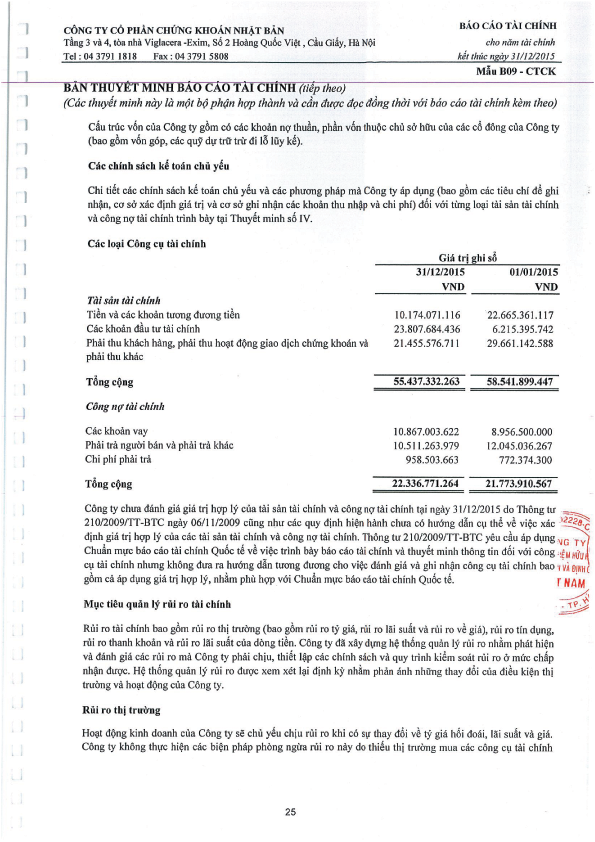 CÔNG TY CỔ PHẦN CHỨNG KHOÁN NHẬT BẢN
Tầng 3 và 4, tòa nhà Viglacera -Exim, Số 2 Hoàng Quốc Việt , Cầu Giấy, Hà Nội
Tel : 04 3791 1818 Fax : 04 3791 5808
BÁO CÁO TÀI CHÍNH
cho năm tài chính
kết thúc ngày 31/12/2015
Mẫu B09 - CTCK
BẢN THUYẾT MINH BÁO CÁO TÀI CHÍNH (tiếp theo)
(Các thuyết minh này là một bộ phận hợp thành và cần được đọc đồng thời với báo cáo tài chính kèm theo)
Cấu trúc vốn của Công ty gồm có các khoản nợ thuần, phần vốn thuộc chủ sở hữu của các cổ đông của Công ty
(bao gồm vốn góp, các quỹ dự trữ trừ đi lỗ lũy kế).
Các chính sách kế toán chủ yếu
Chi tiết các chính sách kế toán chủ yếu và các phương pháp mà Công ty áp dụng (bao gồm các tiêu chí để ghi
nhận, cơ sở xác định giá trị và cơ sở ghi nhận các khoản thu nhập và chi phí) đối với từng loại tài sản tài chính
và công nợ tài chính trình bày tại Thuyết minh số IV.
Các loại Công cụ tài chính
Giá trị ghi sổ
31/12/2015 01/01/2015
VND VND
Tài sản tài chính
Tiền và các khoản tương đương tiền 10.174.071.116 22.665.361.117
Các khoản đầu tư tài chính 23.807.684.436 6.215.395.742
Phải thu khách hàng, phải thu hoạt động giao dịch chứng khoán và 21.455.576.711 29.661.142.588
phải thu khác
Tổng cộng 55.437.332.263 58.541.899.447
Công nợ tài chính
Các khoản vay 10.867.003.622 8.956.500.000
Phải trả người bán và phải trả khác 10.511.263.979 12.045.036.267
Chi phí phải trả 958.503.663 772.374.300
Tổng cộng 22.336.771.264 21.773.910.567
Công ty chưa đánh giá giá trị hợp lý của tài sản tài chính và công nợ tài chính tại ngày 31/12/2015 do Thông tư
210/2009/TT-BTC ngày 06/11/2009 cũng như các quy định hiện hành chưa có hướng dẫn cụ thể về việc xác
định giá trị hợp lý của các tài sản tài chính và công nợ tài chính. Thông tư 210/2009/TT-BTC yêu cầu áp dụng
Chuẩn mực báo cáo tài chính Quốc tế về việc trình bày báo cáo tài chính và thuyết minh thông tin đối với công
cụ tài chính nhưng không đưa ra hướng dẫn tương đương cho việc đánh giá và ghi nhận công cụ tài chính bao
gồm cả áp dụng giá trị hợp lý, nhằm phù hợp với Chuẩn mực báo cáo tài chính Quốc tế.
Mục tiêu quản lý rủi ro tài chính
Rủi ro tài chính bao gồm rủi ro thị trường (bao gồm rủi ro tỷ giá, rủi ro lãi suất và rủi ro về giá), rủi ro tín dụng,
rủi ro thanh khoản và rủi ro lãi suất của dòng tiền. Công ty đã xây dựng hệ thống quản lý rủi ro nhằm phát hiện
và đánh giá các rủi ro mà Công ty phải chịu, thiết lập các chính sách và quy trình kiểm soát rủi ro ở mức chấp
nhận được. Hệ thống quản lý rủi ro được xem xét lại định kỳ nhằm phản ánh những thay đổi của điều kiện thị
trường và hoạt động của Công ty.
Rủi ro thị trường
Hoạt động kinh doanh của Công ty sẽ chủ yếu chịu rủi ro khi có sự thay đổi về tỷ giá hối đoái, lãi suất và giá.
Công ty không thực hiện các biện pháp phòng ngừa rủi ro này do thiếu thị trường mua các công cụ tài chính
25